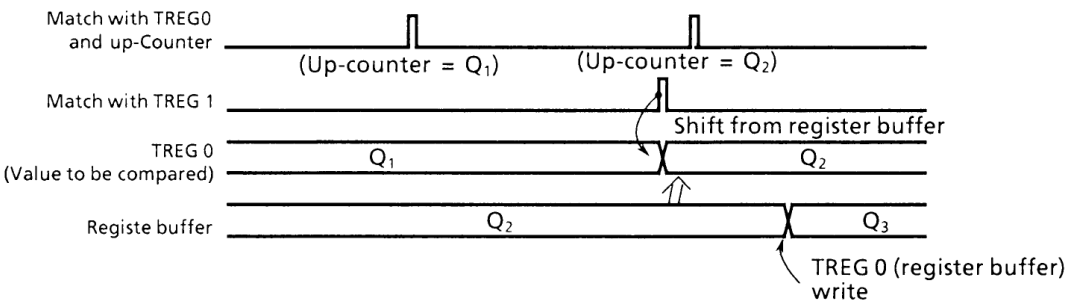 Match with TREG0
and up-Counter
(Up-counter = Q₁)
(Up-counter = Q₂)
Match with TREG 1
Shift from register buffer
TREG 0
(Value to be compared)
Q₁
Q₂
Registe buffer
Q₂
Q₃
TREG 0 (register buffer)
write